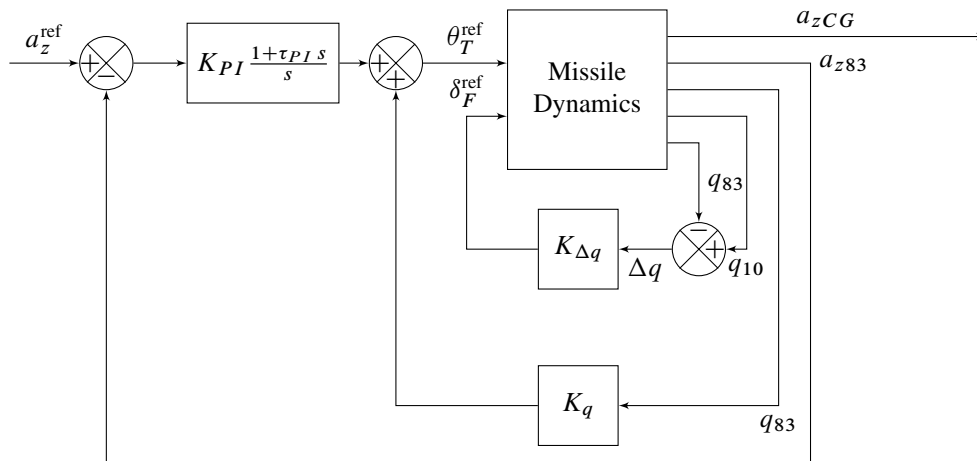 a_z^ref
+
−
K_PI (1+τ_PI s)/s
+
+
θ_T^ref
δ_F^ref
Missile
Dynamics
a_zCG
a_z83
q_83
−
+
q_10
Δq
K_Δq
K_q
q_83